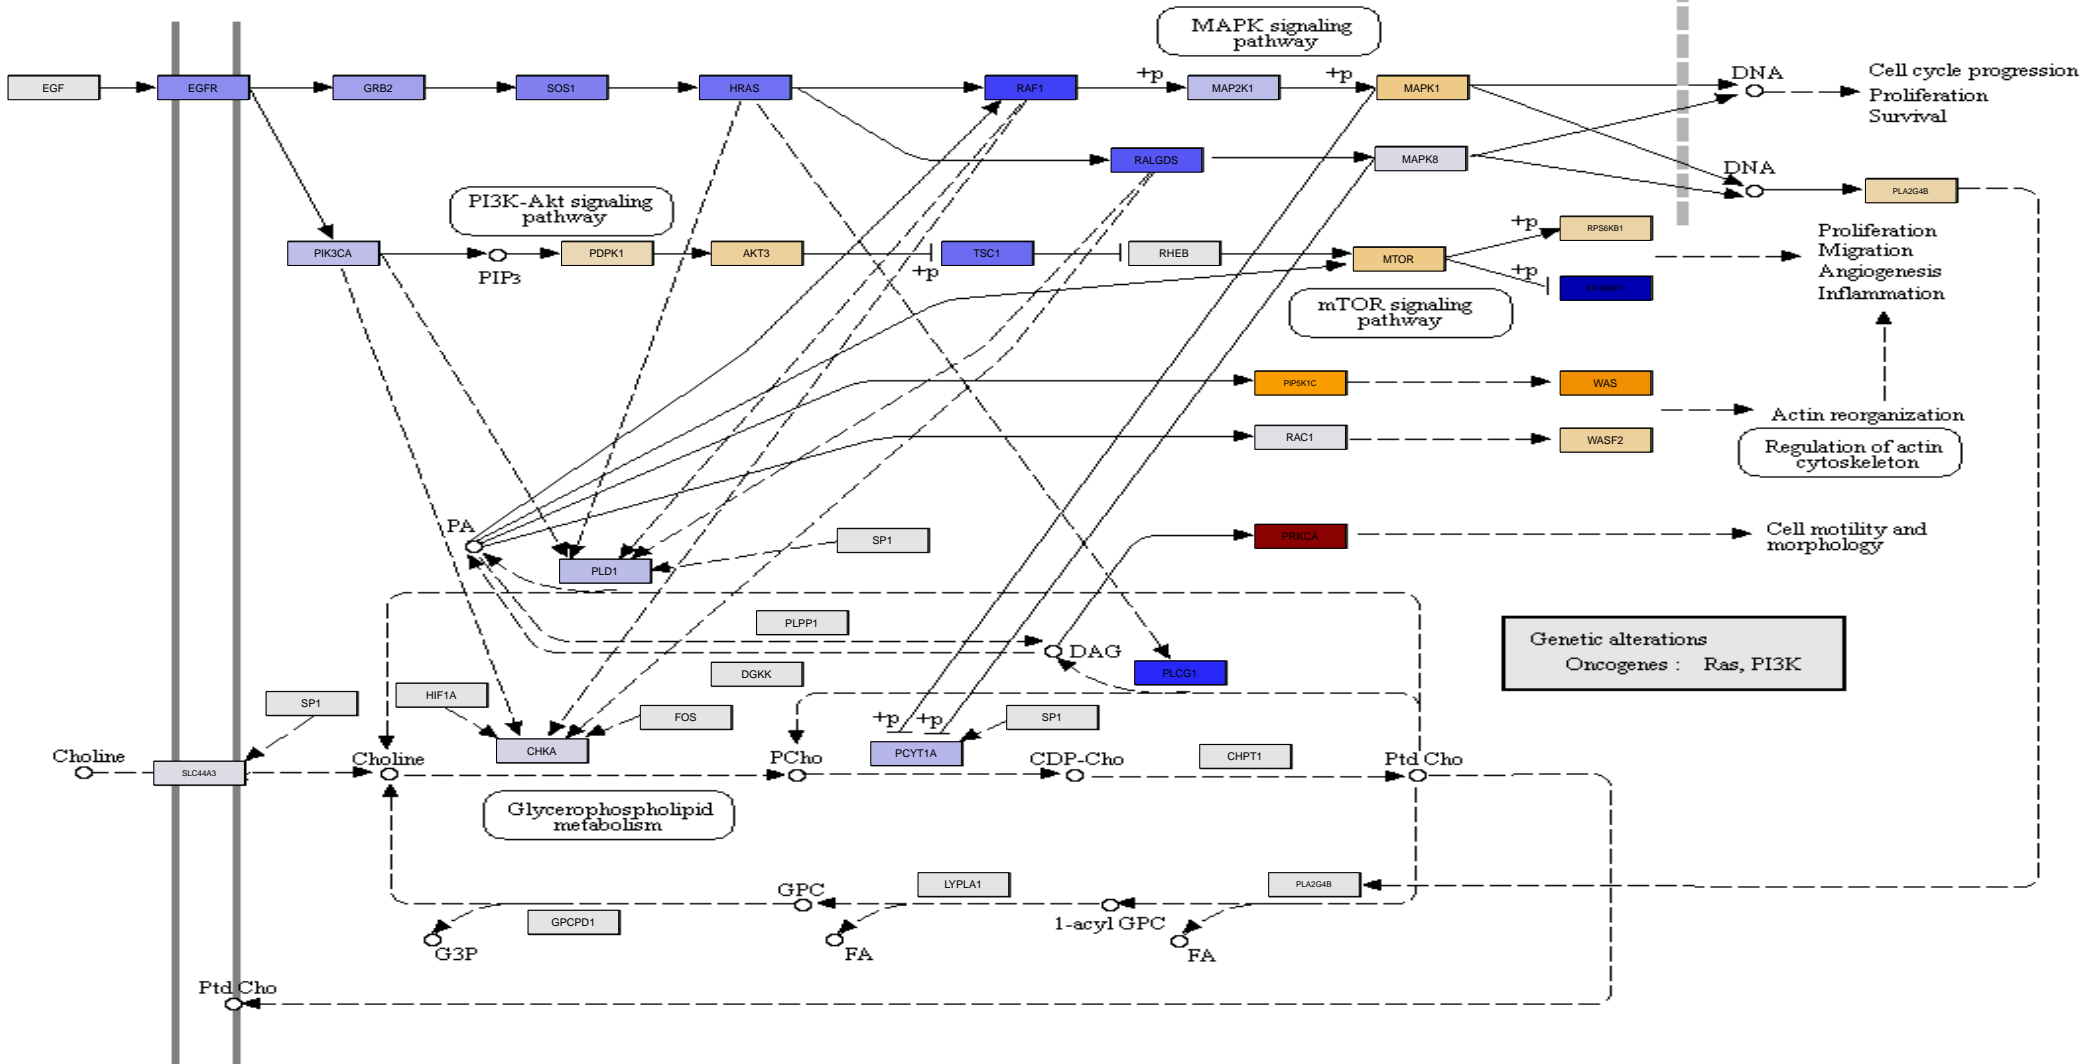 MAPK signaling
pathway
EGF
EGFR
GRB2
SOS1
HRAS
RAF1
+p
MAP2K1
+p
MAPK1
DNA
Cell cycle progression
Proliferation
Survival
RALGDS
MAPK8
DNA
PLA2G4B
PI3K-Akt signaling
pathway
PIK3CA
PIP3
PDPK1
AKT3
+p
TSC1
RHEB
MTOR
+p
RPS6KB1
+p
Proliferation
Migration
Angiogenesis
Inflammation
mTOR signaling
pathway
PIP5K1C
WAS
Actin reorganization
RAC1
WASF2
Regulation of actin
cytoskeleton
PA
SP1
PRKCA
Cell motility and
morphology
PLD1
PLPP1
DAG
DGKK
PLCG1
Genetic alterations
Oncogenes : Ras, PI3K
SP1
HIF1A
FOS
+p
+p
SP1
Choline
SLC44A3
Choline
CHKA
PCho
PCYT1A
CDP-Cho
CHPT1
Ptd Cho
Glycerophospholipid
metabolism
GPC
LYPLA1
PLA2G4B
GPCPD1
G3P
FA
1-acyl GPC
FA
Ptd Cho